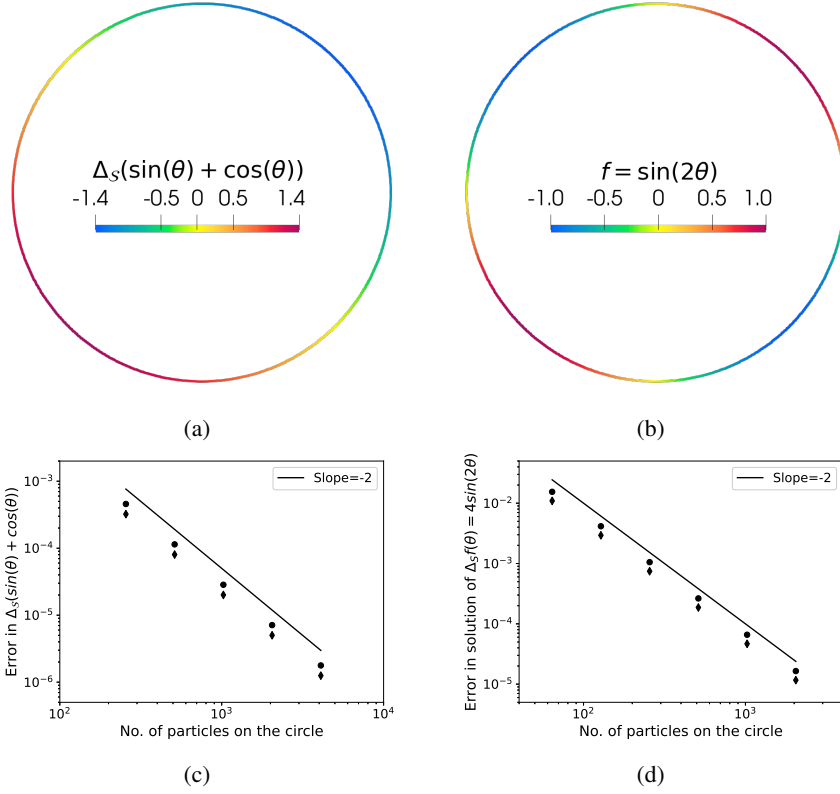 Δ_𝒮(sin(θ) + cos(θ))
-1.4 -0.5 0 0.5 1.4
f = sin(2θ)
-1.0 -0.5 0 0.5 1.0
(a)
(b)
Error in Δ_𝒮(sin(θ) + cos(θ))
10⁻³
10⁻⁴
10⁻⁵
10⁻⁶
Slope=-2
10² 10³ 10⁴
No. of particles on the circle
(c)
Error in solution of Δ_𝒮f(θ) = 4sin(2θ)
10⁻²
10⁻³
10⁻⁴
10⁻⁵
Slope=-2
10² 10³
No. of particles on the circle
(d)